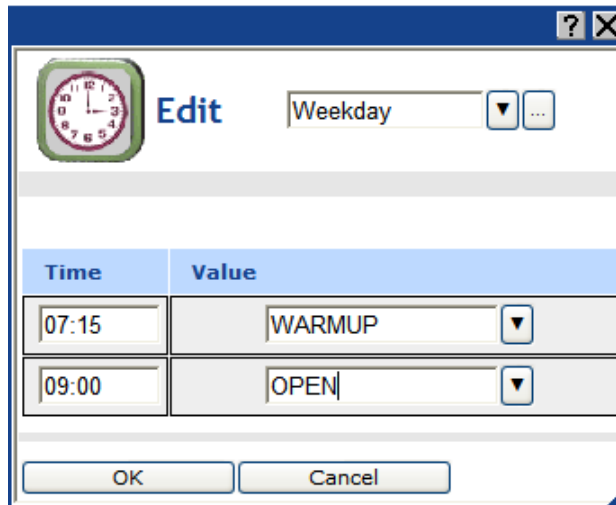 Edit Weekday ...
Time Value
07:15 WARMUP
09:00 OPEN
OK Cancel